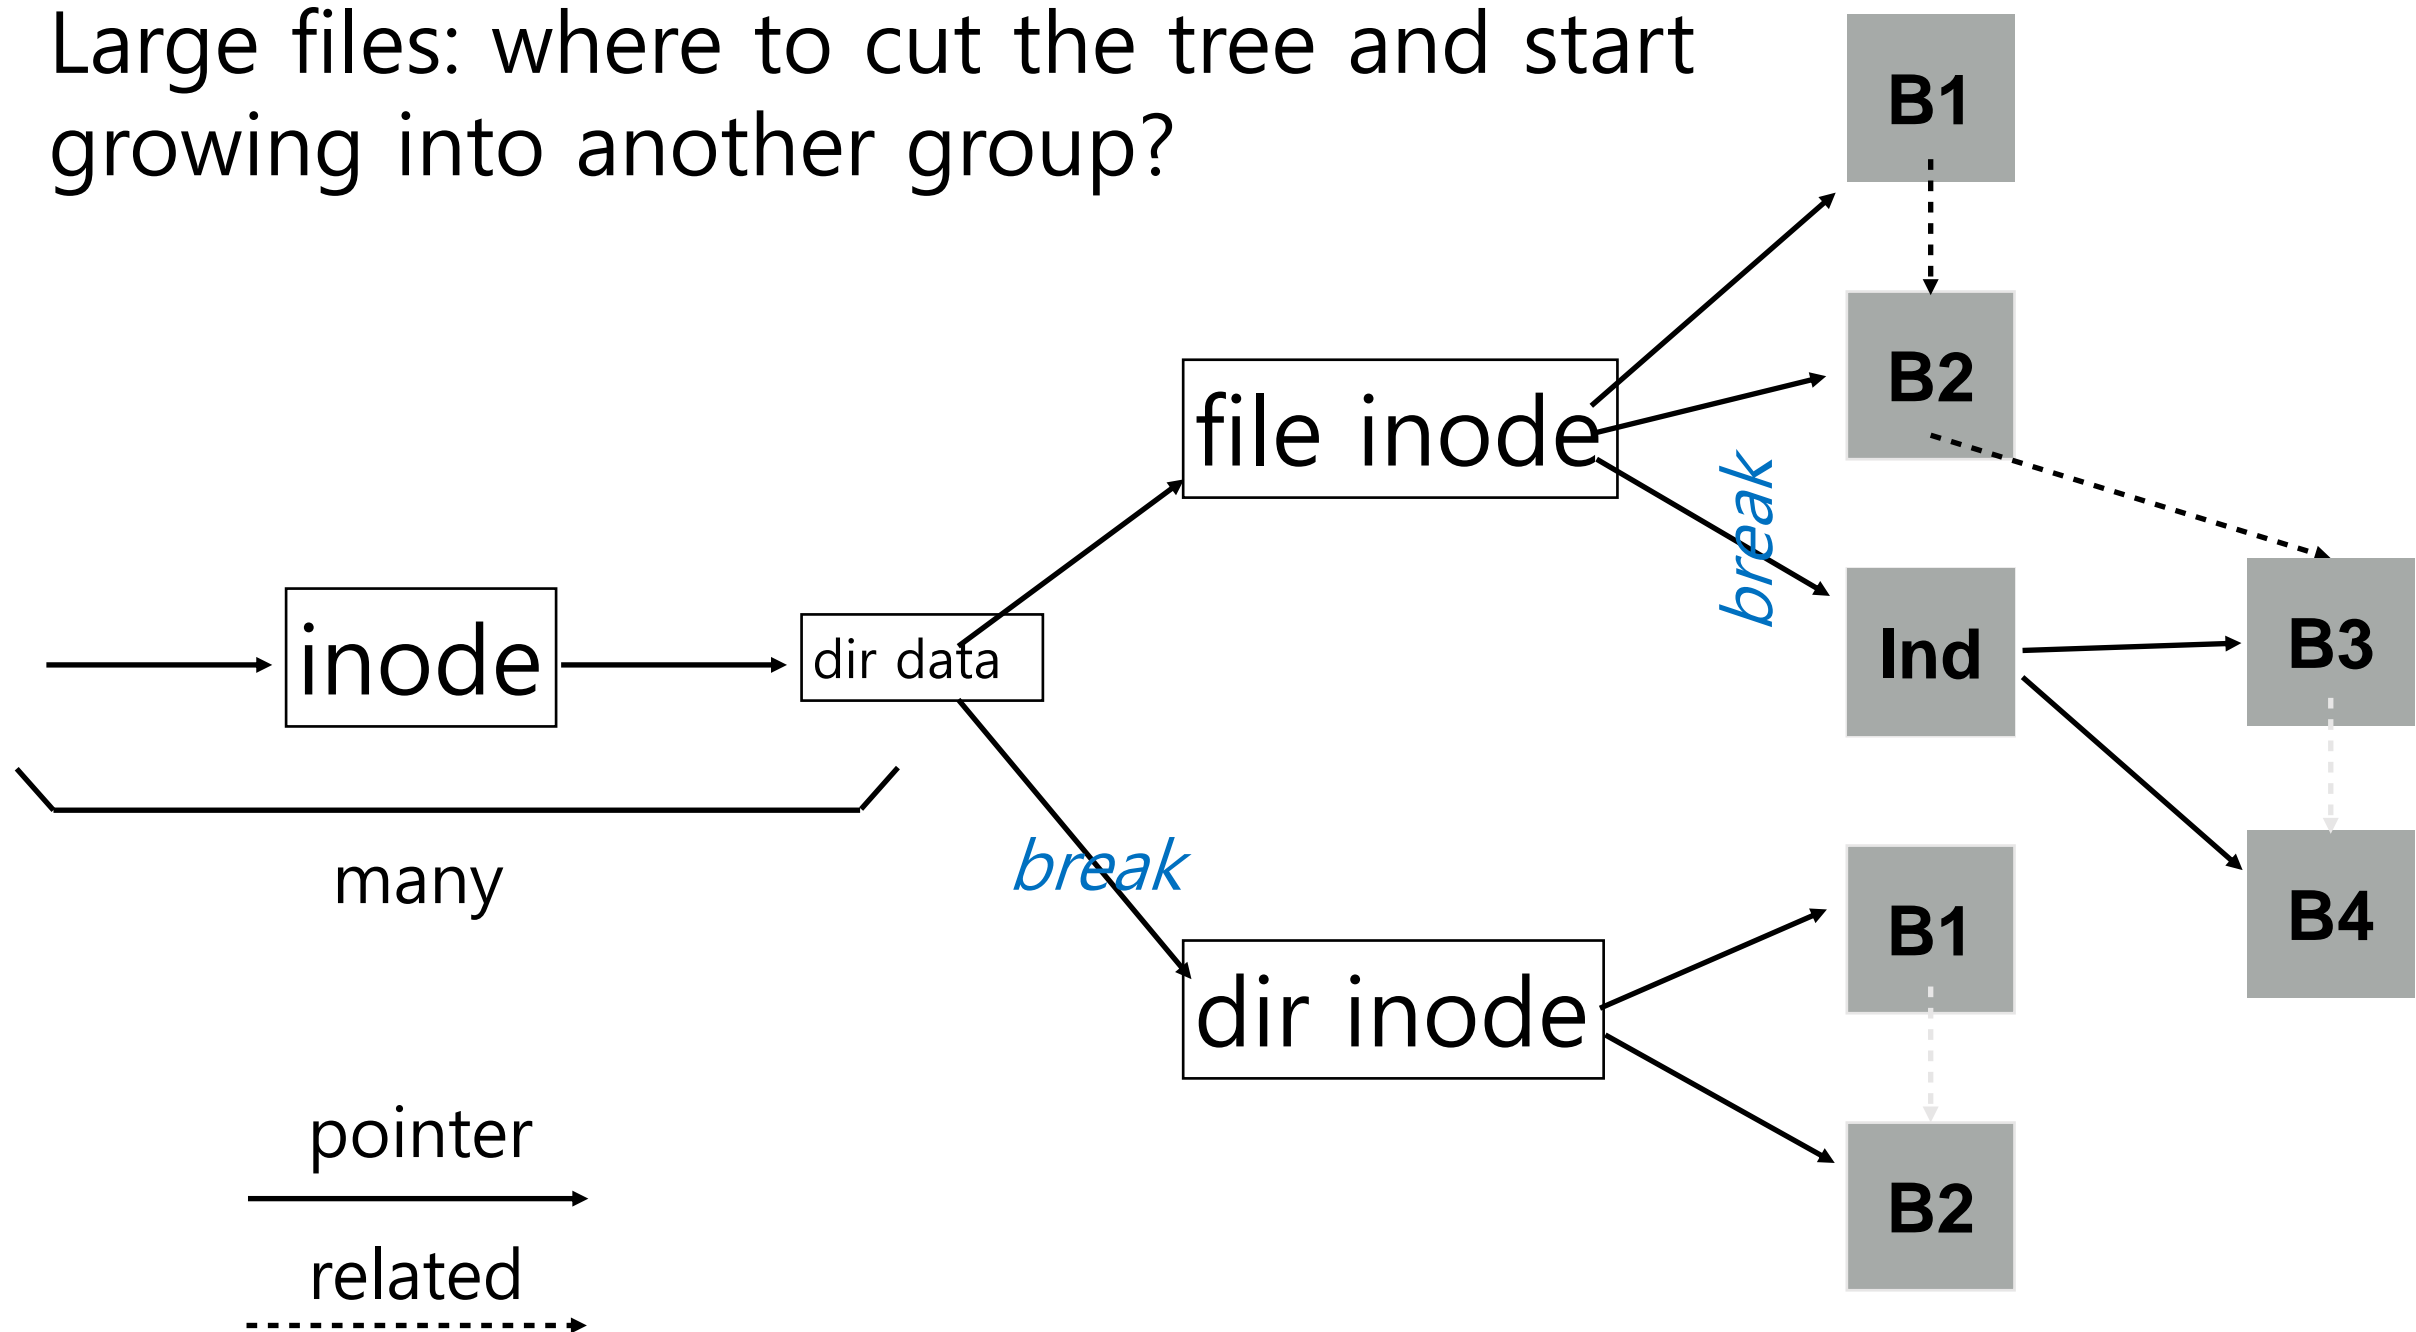 Large files: where to cut the tree and start
growing into another group?
B1
B2
file inode
break
inode
dir data
Ind
B3
many
break
B1
B4
dir inode
pointer
B2
related